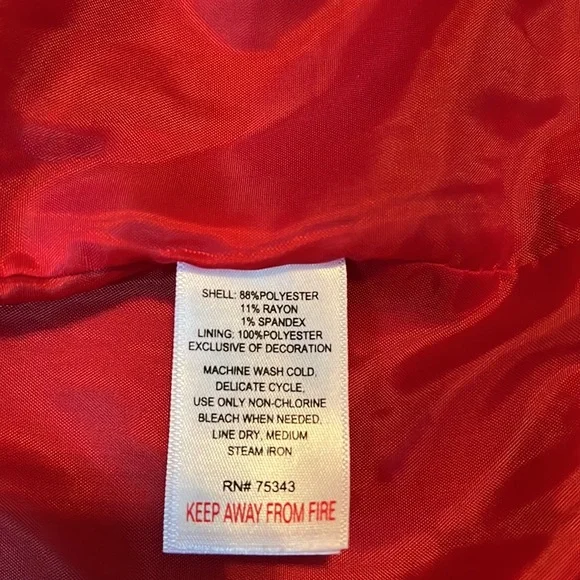 SHELL: 88%POLYESTER
11% RAYON
1% SPANDEX
LINING: 100%POLYESTER
EXCLUSIVE OF DECORATION
MACHINE WASH COLD,
DELICATE CYCLE,
USE ONLY NON-CHLORINE
BLEACH WHEN NEEDED,
LINE DRY, MEDIUM
STEAM IRON
RN# 75343
KEEP AWAY FROM FIRE